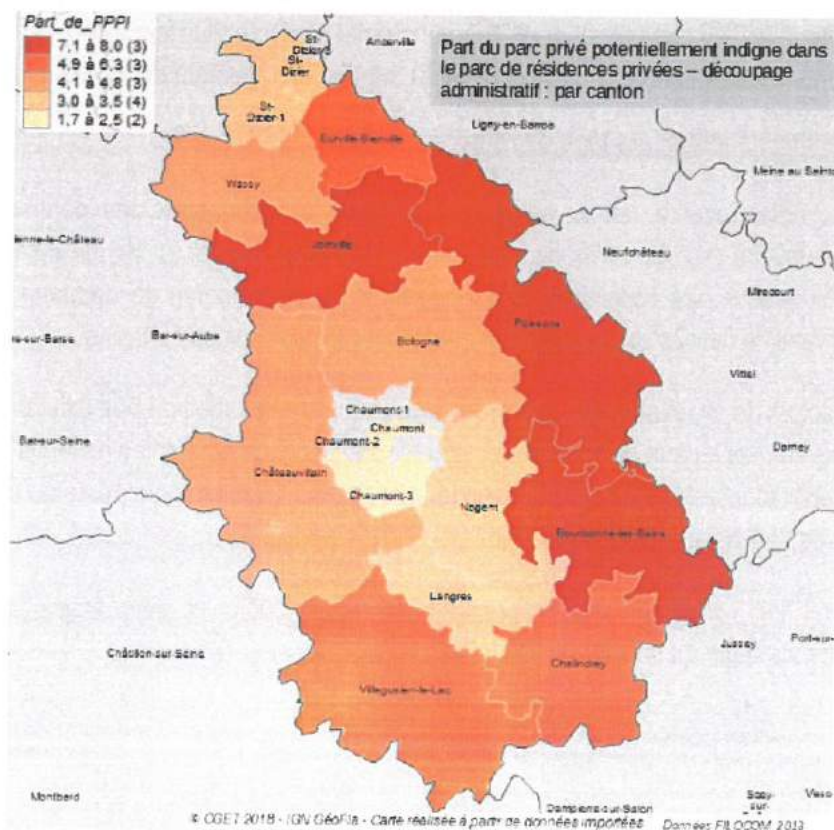 Part_de_PPPI
7,1 à 8,0 (3)
4,9 à 6,3 (3)
4,1 à 4,8 (3)
3,0 à 3,5 (4)
1,7 à 2,5 (2)
Part du parc privé potentiellement indigne dans
le parc de résidences privées – découpage
administratif : par canton
St-
Dizier
St-
Dizier-1
Ancerville
Ligny-en-Barrois
Eurville-Bienville
Wassy
Joinville
Neufchâteau
Mirecourt
Bar-sur-Aube
Bologne
Poissons
Vittel
Chaumont-1
Chaumont
Chaumont-2
Chaumont-3
Bar-sur-Seine
Darney
Châteauvillain
Nogent
Bourbonne-les-Bains
Langres
Châtillon-sur-Seine
Jussey
Chalindrey
Villegusien-le-Lac
Montbard
Dampierre-sur-Salon
© CGET 2018 - IGN GéoFla - Carte réalisée à partir de données importées
Données FILOCOM 2013